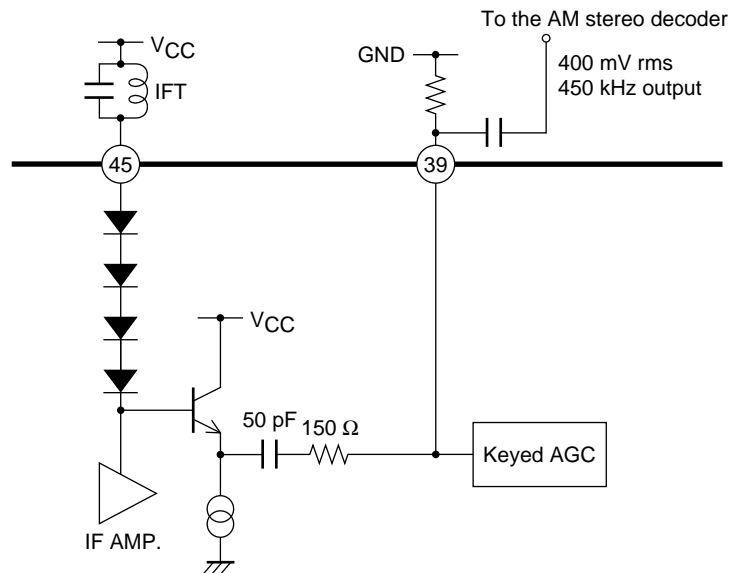 To the AM stereo decoder
VCC
GND
400 mV rms
450 kHz output
IFT
45
39
VCC
50 pF
150 Ω
Keyed AGC
IF AMP.